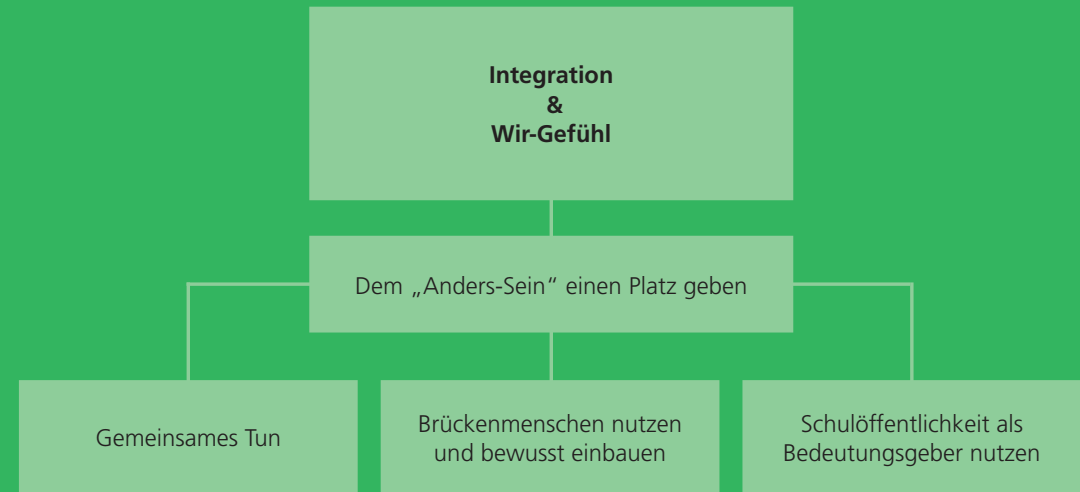 Integration
&
Wir-Gefühl
Dem „Anders-Sein“ einen Platz geben
Gemeinsames Tun
Brückenmenschen nutzen
und bewusst einbauen
Schulöffentlichkeit als
Bedeutungsgeber nutzen